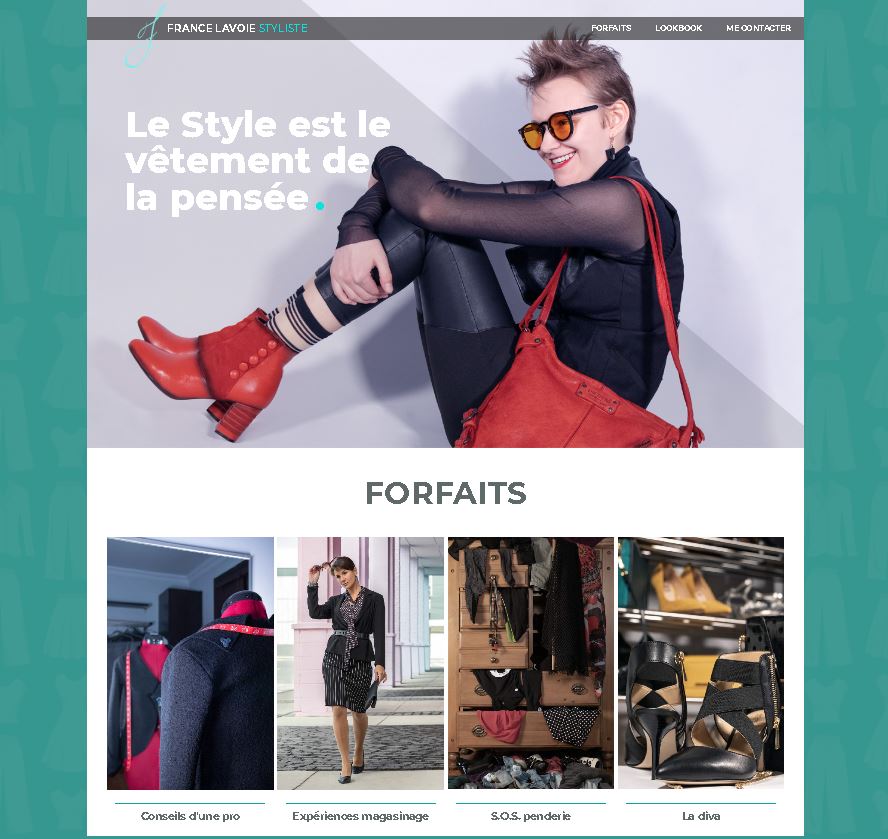 FRANCE LAVOIE STYLISTE
FORFAITS
LOOKBOOK
ME CONTACTER
Le Style est le
vêtement de
la pensée.
FORFAITS
Conseils d'une pro
Expériences magasinage
S.O.S. penderie
La diva